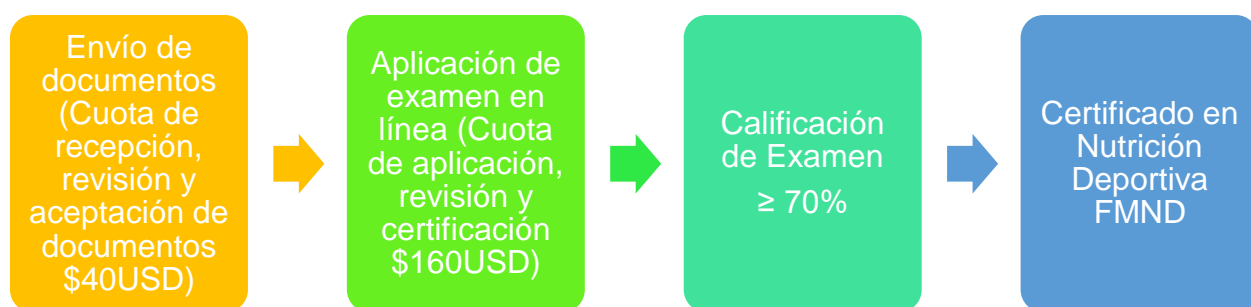 Envío de
documentos
(Cuota de
recepción,
revisión y
aceptación de
documentos
$40USD)
Aplicación de
examen en
línea (Cuota
de aplicación,
revisión y
certificación
$160USD)
Calificación
de Examen
≥ 70%
Certificado en
Nutrición
Deportiva
FMND